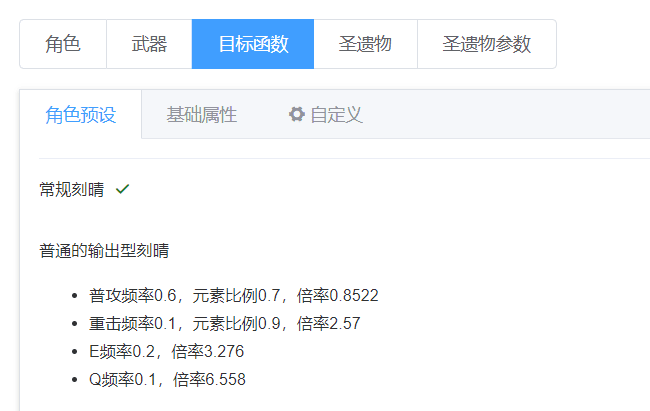 角色 武器 目标函数 圣遗物 圣遗物参数
角色预设 基础属性 自定义
常规刻晴
普通的输出型刻晴
普攻频率0.6，元素比例0.7，倍率0.8522
重击频率0.1，元素比例0.9，倍率2.57
E频率0.2，倍率3.276
Q频率0.1，倍率6.558